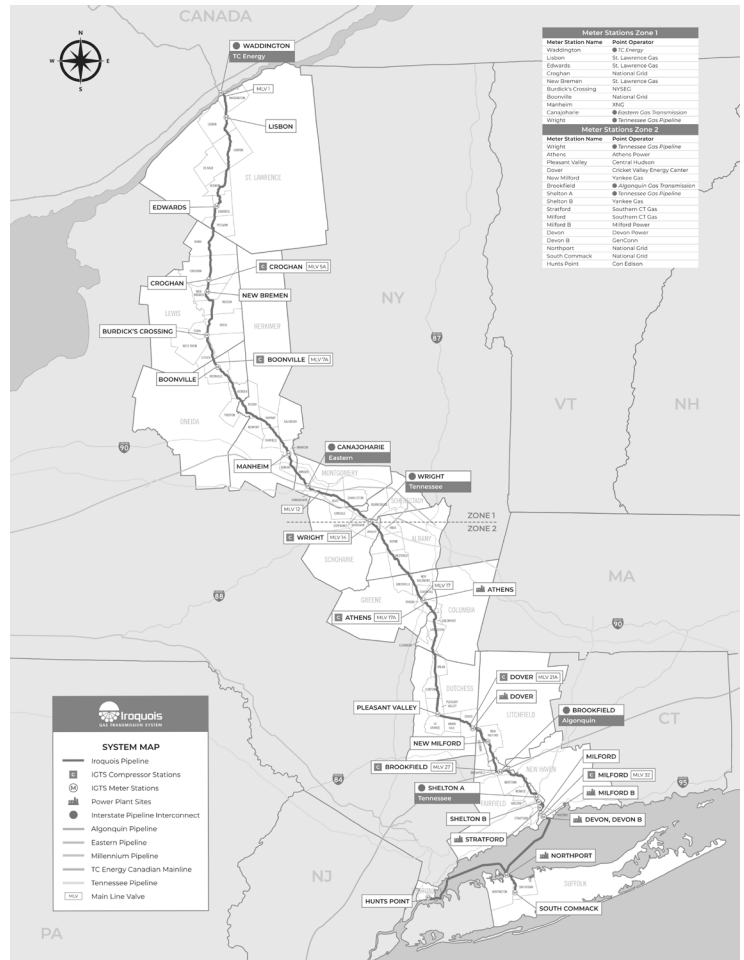 CANADA
N
W E
S
WADDINGTON
TC Energy
MLV 1
LISBON
ST. LAWRENCE
EDWARDS
C CROGHAN MLV 5A
CROGHAN
NEW BREMEN
LEWIS
HERKIMER
BURDICK'S CROSSING
C BOONVILLE MLV 7A
BOONVILLE
ONEIDA
NY
87
VT
NH
90
CANAJOHARIE
Eastern
MANHEIM
MONTGOMERY
WRIGHT
Tennessee
SCHENECTADY
MLV 12
ZONE 1
ZONE 2
C WRIGHT MLV 14
ALBANY
SCHOHARIE
MA
MLV 17
ATHENS
GREENE
88
90
C ATHENS MLV 17A
COLUMBIA
C DOVER MLV 21A
DUTCHESS
DOVER
LITCHFIELD
PLEASANT VALLEY
BROOKFIELD
Algonquin
CT
NEW MILFORD
C BROOKFIELD MLV 27
NEW HAVEN
MILFORD
C MILFORD MLV 32
95
84
SHELTON A
Tennessee
MILFORD B
FAIRFIELD
SHELTON B
DEVON, DEVON B
STRATFORD
NORTHPORT
NJ
SUFFOLK
HUNTS POINT
SOUTH COMMACK
PA
Meter Stations Zone 1
Meter Station Name Point Operator
Waddington TC Energy
Lisbon St. Lawrence Gas
Edwards St. Lawrence Gas
Croghan National Grid
New Bremen St. Lawrence Gas
Burdick's Crossing NYSEG
Boonville National Grid
Manheim XNG
Canajoharie Eastern Gas Transmission
Wright Tennessee Gas Pipeline
Meter Stations Zone 2
Meter Station Name Point Operator
Wright Tennessee Gas Pipeline
Athens Athens Power
Pleasant Valley Central Hudson
Dover Cricket Valley Energy Center
New Milford Yankee Gas
Brookfield Algonquin Gas Transmission
Shelton A Tennessee Gas Pipeline
Shelton B Yankee Gas
Stratford Southern CT Gas
Milford Southern CT Gas
Milford B Milford Power
Devon Devon Power
Devon B GenConn
Northport National Grid
South Commack National Grid
Hunts Point Con Edison
Iroquois
GAS TRANSMISSION SYSTEM
SYSTEM MAP
Iroquois Pipeline
C IGTS Compressor Stations
M IGTS Meter Stations
Power Plant Sites
Interstate Pipeline Interconnect
Algonquin Pipeline
Eastern Pipeline
Millennium Pipeline
TC Energy Canadian Mainline
Tennessee Pipeline
MLV Main Line Valve